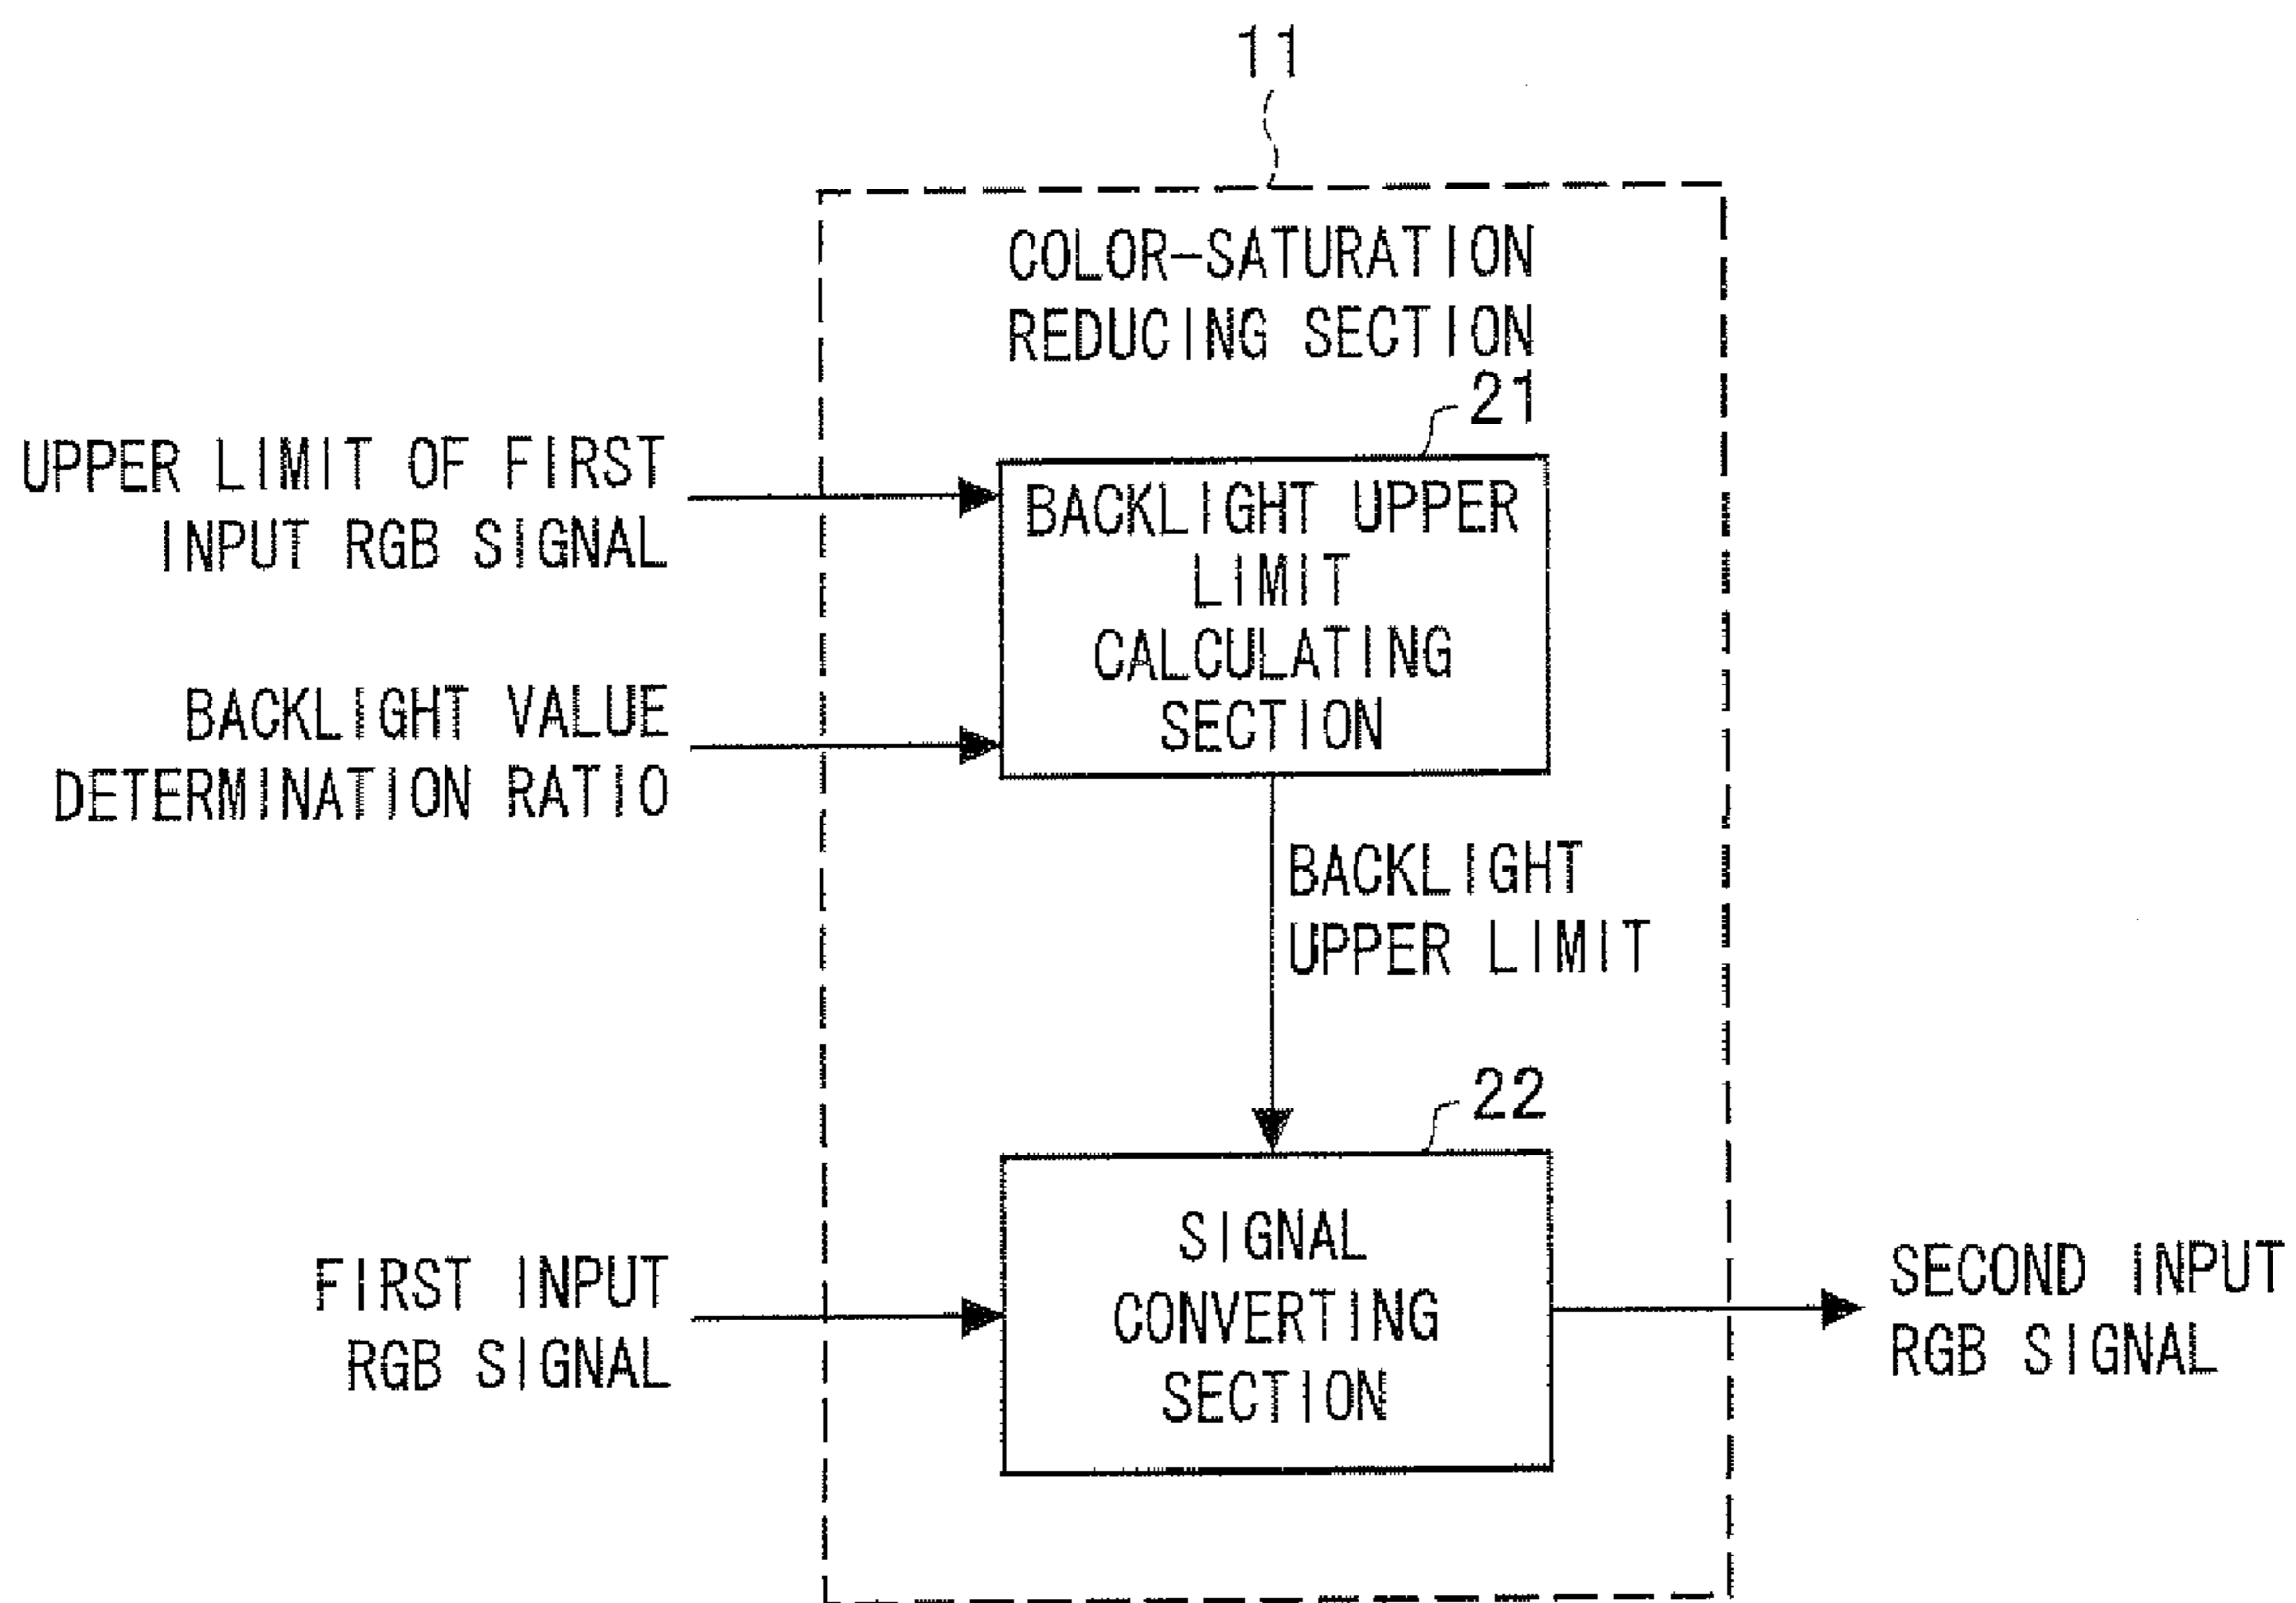 11
COLOR-SATURATION
REDUCING SECTION
21
UPPER LIMIT OF FIRST
INPUT RGB SIGNAL
BACKLIGHT UPPER
LIMIT
CALCULATING
SECTION
BACKLIGHT VALUE
DETERMINATION RATIO
BACKLIGHT
UPPER LIMIT
22
FIRST INPUT
RGB SIGNAL
SIGNAL
CONVERTING
SECTION
SECOND INPUT
RGB SIGNAL